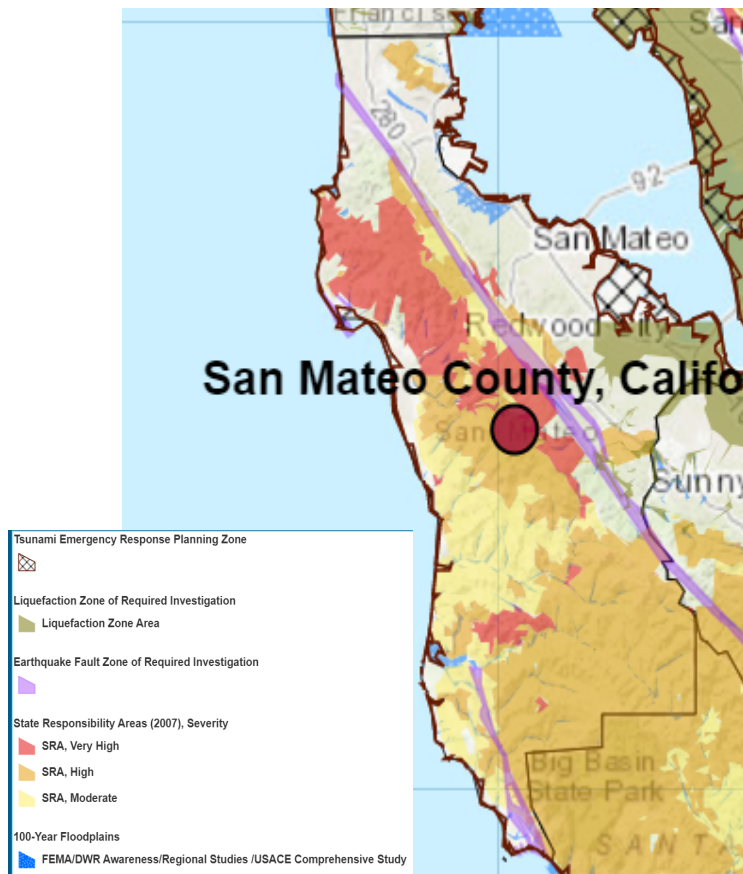 Francisc
San
280
92
San Mateo
Redwood City
San Mateo County, Califo
San Mateo
Sunny
Tsunami Emergency Response Planning Zone
Liquefaction Zone of Required Investigation
Liquefaction Zone Area
Earthquake Fault Zone of Required Investigation
State Responsibility Areas (2007), Severity
SRA, Very High
SRA, High
SRA, Moderate
100-Year Floodplains
FEMA/DWR Awareness/Regional Studies /USACE Comprehensive Study
Big Basin
State Park
SANTA